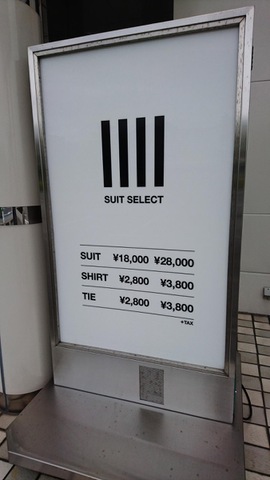 SUIT SELECT
SUIT ¥18,000 ¥28,000
SHIRT ¥2,800 ¥3,800
TIE ¥2,800 ¥3,800
+TAX